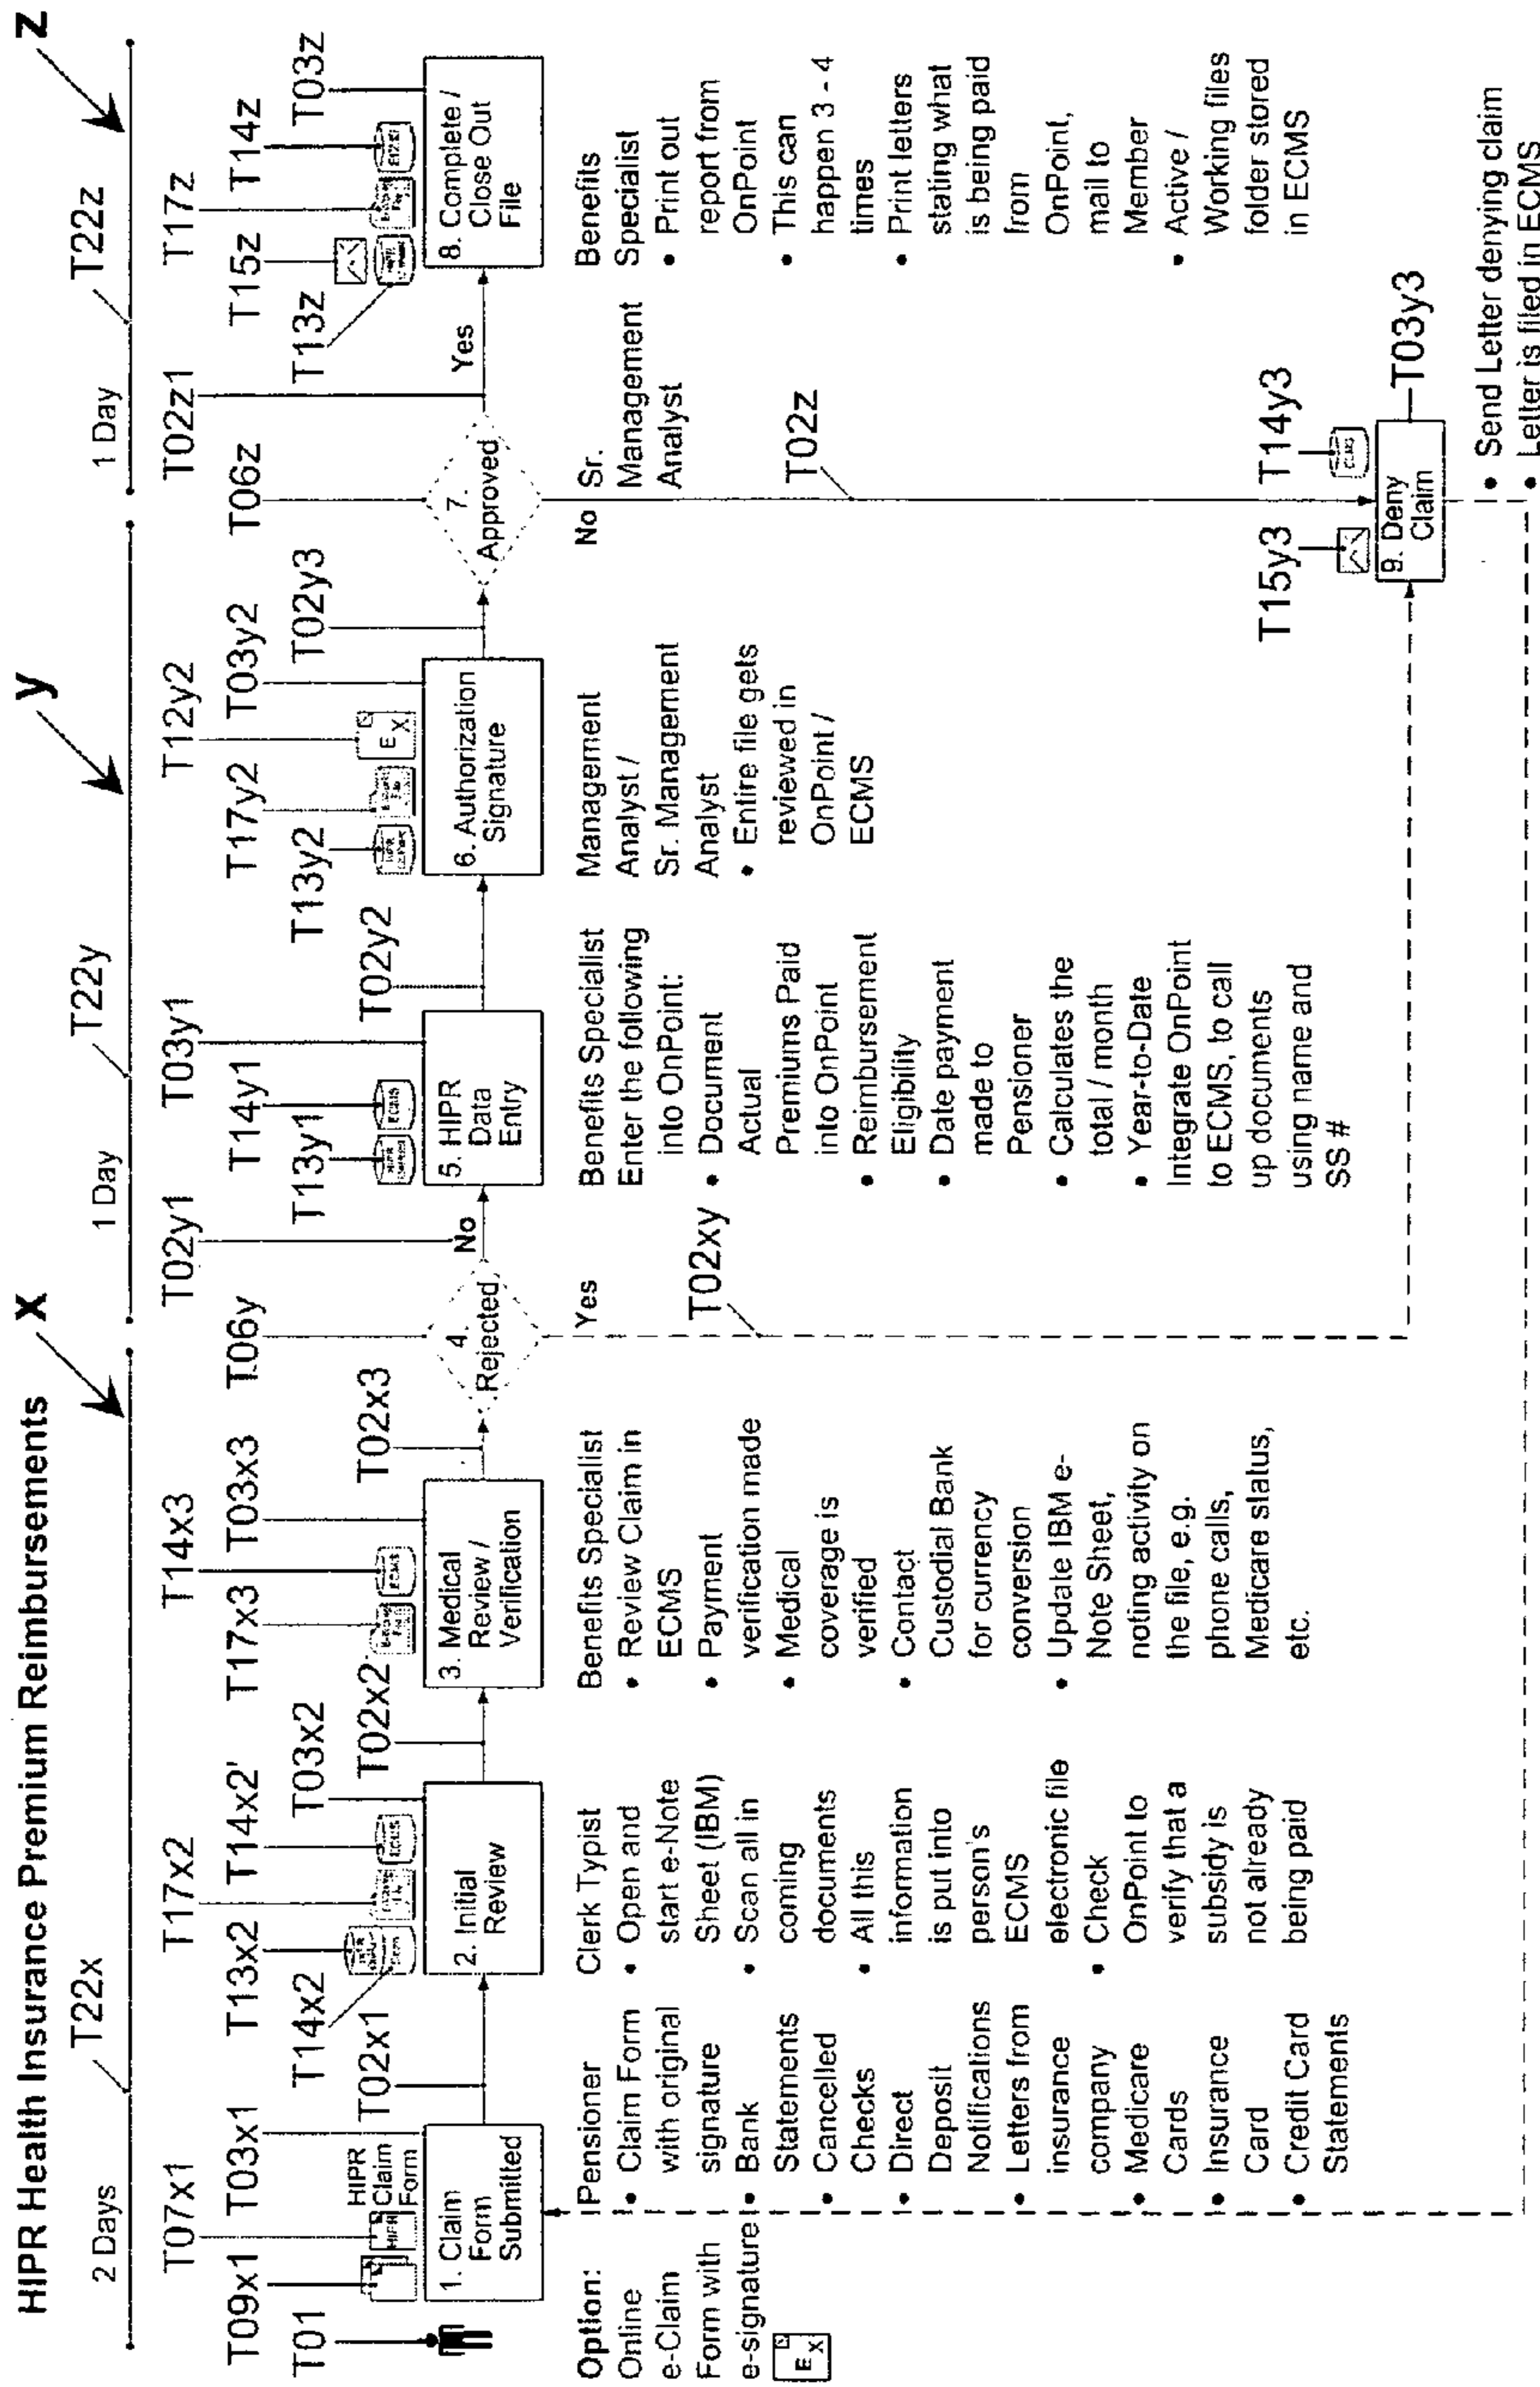 HIPR Health Insurance Premium Reimbursements
x
y
z
2 Days
T22x
1 Day
T22y
1 Day
T22z
T01
T09x1
T07x1
T03x1
HIPR
Claim
Form
HIPR
1. Claim
Form
Submitted
T02x1
T14x2
T13x2
T17x2
T14x2'
T03x2
ECMS
2. Initial
Review
T02x2
T17x3
T14x3
T03x3
ECMS
3. Medical
Review /
Verification
T02x3
T06y
4.
Rejected
T02y1
No
Yes
T02xy
T13y1
T14y1
T03y1
HIPR
ECMS
5. HIPR
Data
Entry
T02y2
T13y2
T17y2
T12y2
T03y2
E
X
6. Authorization
Signature
T02y3
T06z
7.
Approved
T02z1
Yes
No
T02z
T13z
T15z
T17z
T14z
T03z
8. Complete /
Close Out
File
Option:
Online
e-Claim
Form with
e-signature
E
X
Pensioner
• Claim Form
with original
signature
• Bank
Statements
• Cancelled
Checks
• Direct
Deposit
Notifications
• Letters from
insurance
company
• Medicare
Cards
• Insurance
Card
• Credit Card
Statements
Clerk Typist
• Open and
start e-Note
Sheet (IBM)
• Scan all in
coming
documents
• All this
information
is put into
person's
ECMS
electronic file
• Check
OnPoint to
verify that a
subsidy is
not already
being paid
Benefits Specialist
• Review Claim in
ECMS
• Payment
verification made
• Medical
coverage is
verified
• Contact
Custodial Bank
for currency
conversion
• Update IBM e-
Note Sheet,
noting activity on
the file, e.g.
phone calls,
Medicare status,
etc.
Benefits Specialist
Enter the following
into OnPoint:
• Document
Actual
Premiums Paid
into OnPoint
• Reimbursement
Eligibility
• Date payment
made to
Pensioner
• Calculates the
total / month
• Year-to-Date
Integrate OnPoint
to ECMS, to call
up documents
using name and
SS #
Management
Analyst /
Sr. Management
Analyst
• Entire file gets
reviewed in
OnPoint /
ECMS
Sr.
Management
Analyst
Benefits
Specialist
• Print out
report from
OnPoint
• This can
happen 3 - 4
times
• Print letters
stating what
is being paid
from
OnPoint,
mail to
Member
• Active /
Working files
folder stored
in ECMS
T15y3
T14y3
9. Deny
Claim
T03y3
• Send Letter denying claim
• Letter is filed in ECMS